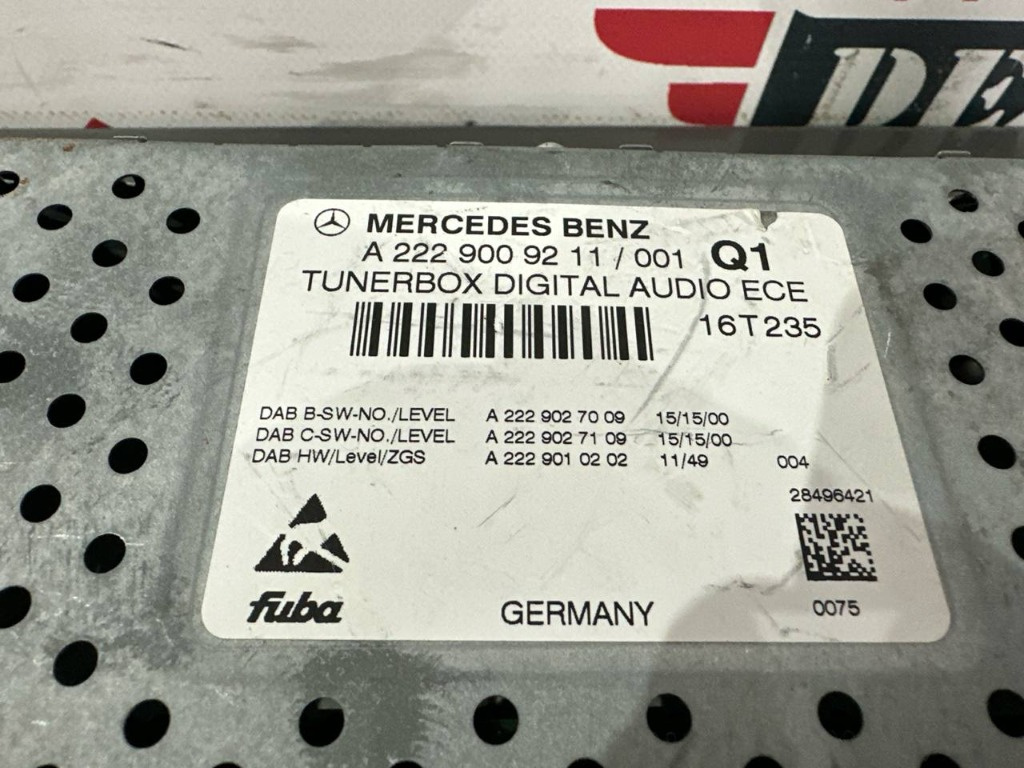 MERCEDES BENZ
A 222 900 92 11 / 001 Q1
TUNERBOX DIGITAL AUDIO ECE
16T235
DAB B-SW-NO./LEVEL A 222 902 70 09 15/15/00
DAB C-SW-NO./LEVEL A 222 902 71 09 15/15/00
DAB HW/Level/ZGS A 222 901 02 02 11/49 004
28496421
fuba GERMANY 0075